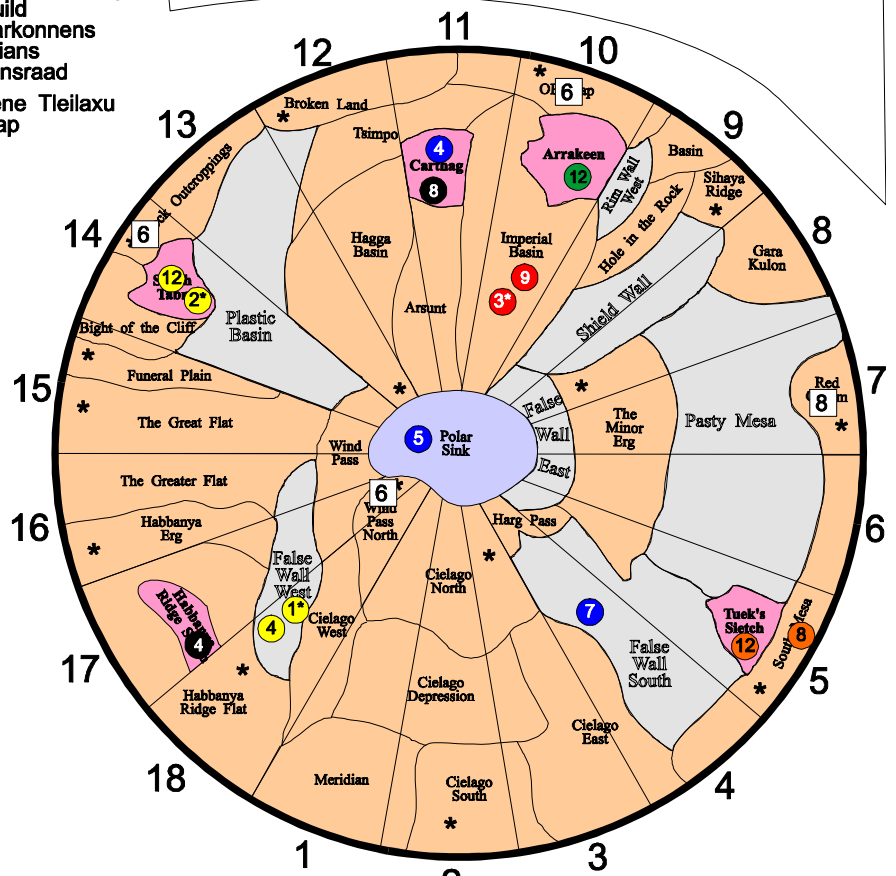 uild
arkonnens
ians
nsraad
ene Tleilaxu
ap
11
12
10
13
9
14
8
15
7
16
6
17
5
18
4
1
3
*
6
Broken Land
*
Tsimpo
4
Carthag
8
Arrakeen
12
Rim Wall
West
Basin
Sihaya
Ridge
*
Hole in the Rock
Outcroppings
6
12
2*
Hagga
Basin
Imperial
Basin
9
3*
Gara
Kulon
Shield Wall
Arsunt
Plastic
Basin
Bight of the Cliff
*
Funeral Plain
*
The Great Flat
*
*
False
Wall
East
The
Minor
Erg
Pasty Mesa
Red
8
*
5
Polar
Sink
Wind
Pass
The Greater Flat
6
*
Wind
Pass
North
Harg Pass
*
Habbanya
Erg
*
False
Wall
West
1*
4
Cielago
West
Cielago
North
7
False
Wall
South
Tuek's
Sietch
12
8
*
Habbanya
Ridge
4
*
Habbanya
Ridge Flat
Cielago
Depression
Cielago
East
Meridian
Cielago
South
*